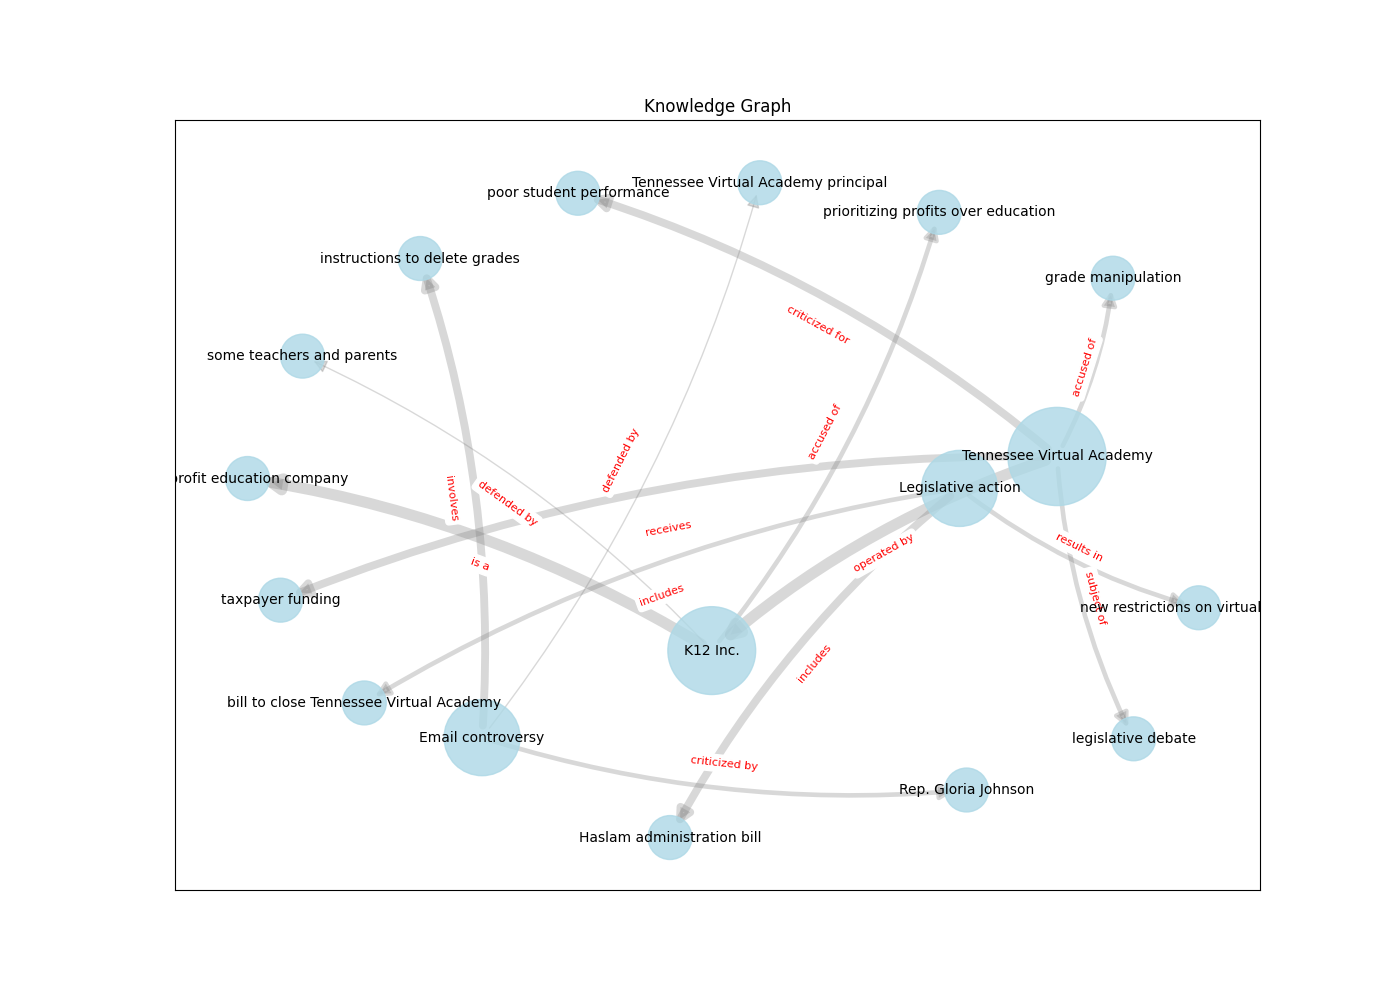 Knowledge Graph
Tennessee Virtual Academy principal
poor student performance
prioritizing profits over education
instructions to delete grades
grade manipulation
criticized for
some teachers and parents
accused of
accused of
defended by
Tennessee Virtual Academy
profit education company
Legislative action
involves
defended by
receives
operated by
results in
is a
includes
subject of
taxpayer funding
new restrictions on virtual
K12 Inc.
includes
bill to close Tennessee Virtual Academy
Email controversy
legislative debate
criticized by
Rep. Gloria Johnson
Haslam administration bill